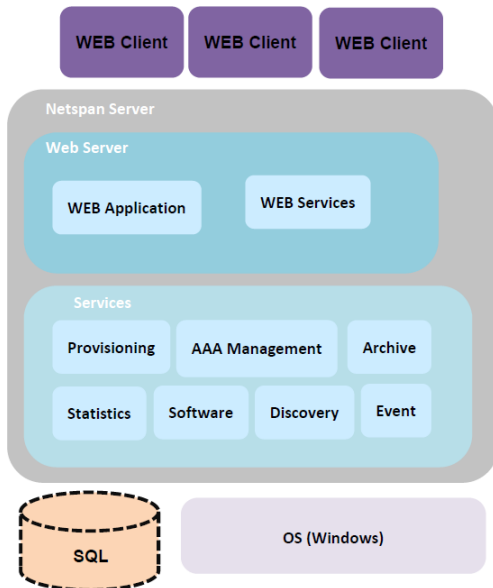 WEB Client
WEB Client
WEB Client
Netspan Server
Web Server
WEB Application
WEB Services
Services
Provisioning
AAA Management
Archive
Statistics
Software
Discovery
Event
SQL
OS (Windows)